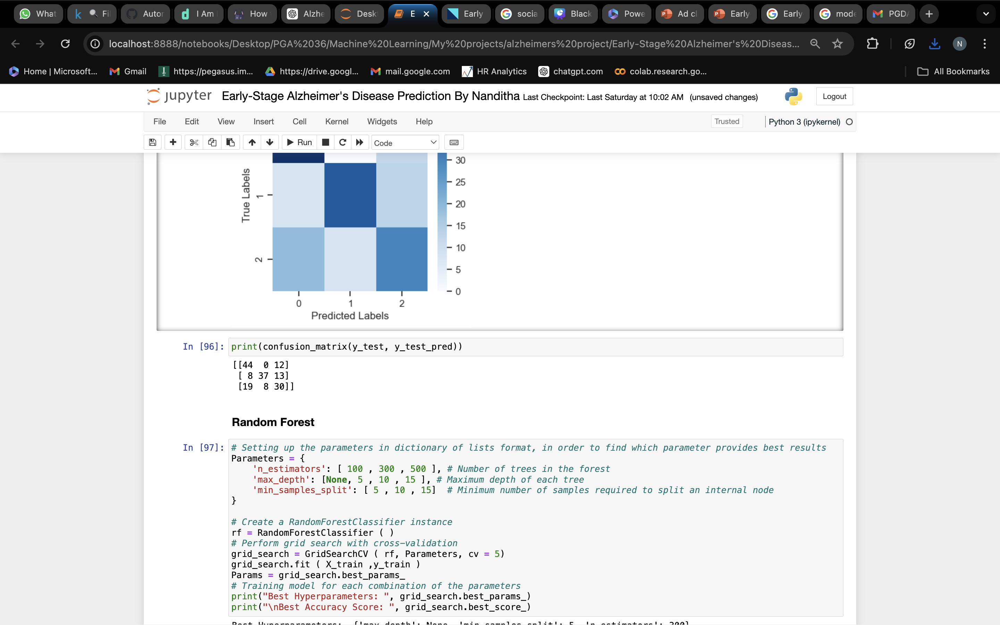 What
Fil
Autor
I Am
How
Alzhe
Desk
E
Early
socia
Black
Powe
Ad cl
Early
Early
mode
PGDA
localhost:8888/notebooks/Desktop/PGA%2036/Machine%20Learning/My%20projects/alzheimers%20project/Early-Stage%20Alzheimer's%20Diseas...
N
Home | Microsoft...
Gmail
https://pegasus.im...
https://drive.googl...
mail.google.com
HR Analytics
chatgpt.com
colab.research.go...
All Bookmarks
jupyter Early-Stage Alzheimer's Disease Prediction By Nanditha Last Checkpoint: Last Saturday at 10:02 AM (unsaved changes)
Logout
File Edit View Insert Cell Kernel Widgets Help
Trusted
Python 3 (ipykernel)
Run
Code
30
25
20
15
10
5
0
True Labels
1
2
0 1 2
Predicted Labels
In [96]: print(confusion_matrix(y_test, y_test_pred))
[[44  0 12]
 [ 8 37 13]
 [19  8 30]]
Random Forest
In [97]: # Setting up the parameters in dictionary of lists format, in order to find which parameter provides best results
Parameters = {
    'n_estimators': [ 100 , 300 , 500 ], # Number of trees in the forest
    'max_depth': [None, 5 , 10 , 15 ], # Maximum depth of each tree
    'min_samples_split': [ 5 , 10 , 15]  # Minimum number of samples required to split an internal node
}
# Create a RandomForestClassifier instance
rf = RandomForestClassifier ( )
# Perform grid search with cross-validation
grid_search = GridSearchCV ( rf, Parameters, cv = 5)
grid_search.fit ( X_train ,y_train )
Params = grid_search.best_params_
# Training model for each combination of the parameters
print("Best Hyperparameters: ", grid_search.best_params_)
print("\nBest Accuracy Score: ", grid_search.best_score_)
Best Hyperparameters:  {'max_depth': None, 'min_samples_split': 5, 'n_estimators': 300}